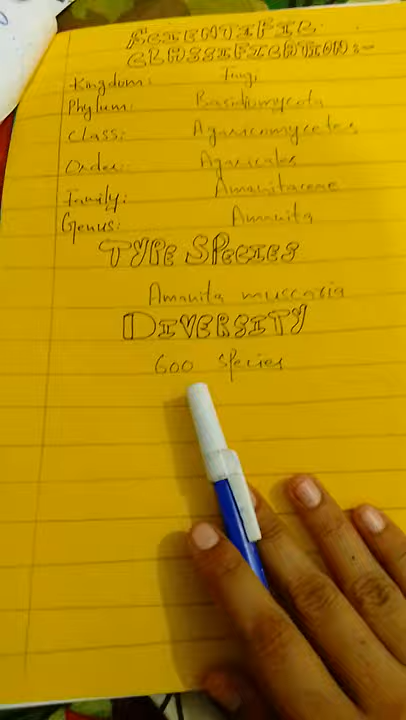 SCIENTIFIC
CLASSIFICATION:-
Kingdom: Fungi
Phylum: Basidiomycota
Class: Agaricomycetes
Order: Agaricales
Family: Amanitaceae
Genus: Amanita
TYPE SPECIES
Amanita muscaria
DIVERSITY
600 species